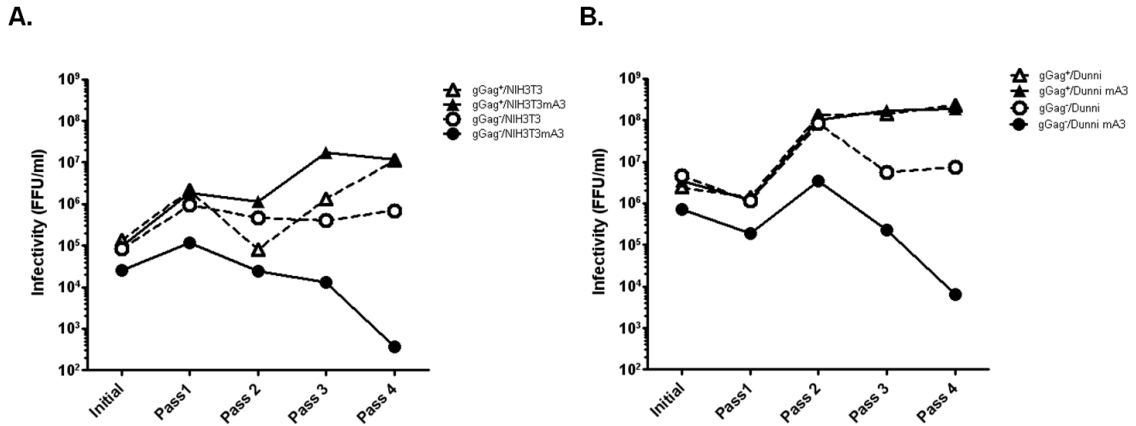 A.
B.
Infectivity (FFU/ml)
10⁹
10⁸
10⁷
10⁶
10⁵
10⁴
10³
10²
Initial
Pass1
Pass 2
Pass 3
Pass 4
gGag⁺/NIH3T3
gGag⁺/NIH3T3mA3
gGag⁻/NIH3T3
gGag⁻/NIH3T3mA3
Infectivity (FFU/ml)
10⁹
10⁸
10⁷
10⁶
10⁵
10⁴
10³
10²
Initial
Pass1
Pass 2
Pass 3
Pass 4
gGag⁺/Dunni
gGag⁺/Dunni mA3
gGag⁻/Dunni
gGag⁻/Dunni mA3